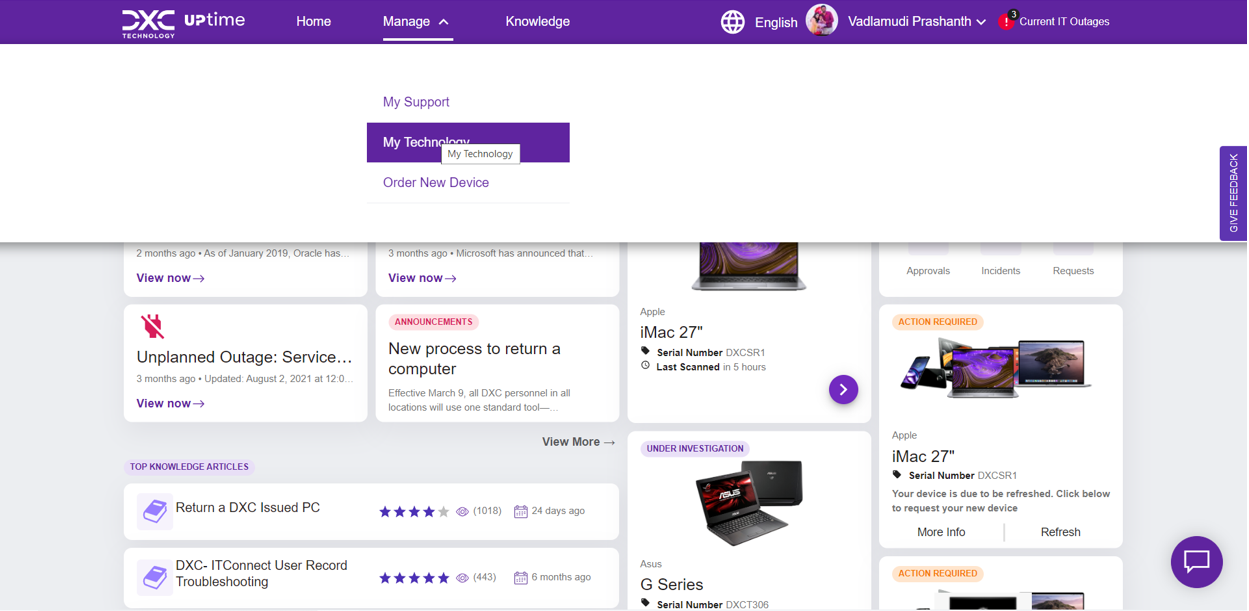 DXC UPtime
TECHNOLOGY
Home
Manage
Knowledge
English
Vadlamudi Prashanth
! 3 Current IT Outages
My Support
My Technology
My Technology
Order New Device
GIVE FEEDBACK
2 months ago • As of January 2019, Oracle has...
View now
3 months ago • Microsoft has announced that...
View now
Unplanned Outage: Service...
3 months ago • Updated: August 2, 2021 at 12:0...
View now
ANNOUNCEMENTS
New process to return a
computer
Effective March 9, all DXC personnel in all
locations will use one standard tool—...
View More →
TOP KNOWLEDGE ARTICLES
Return a DXC Issued PC
(1018)
24 days ago
DXC- ITConnect User Record
Troubleshooting
(443)
6 months ago
Apple
iMac 27"
Serial Number DXCSR1
Last Scanned in 5 hours
UNDER INVESTIGATION
ASUS
Asus
G Series
Serial Number DXCT306
Approvals
Incidents
Requests
ACTION REQUIRED
Apple
iMac 27"
Serial Number DXCSR1
Your device is due to be refreshed. Click below
to request your new device
More Info
Refresh
ACTION REQUIRED